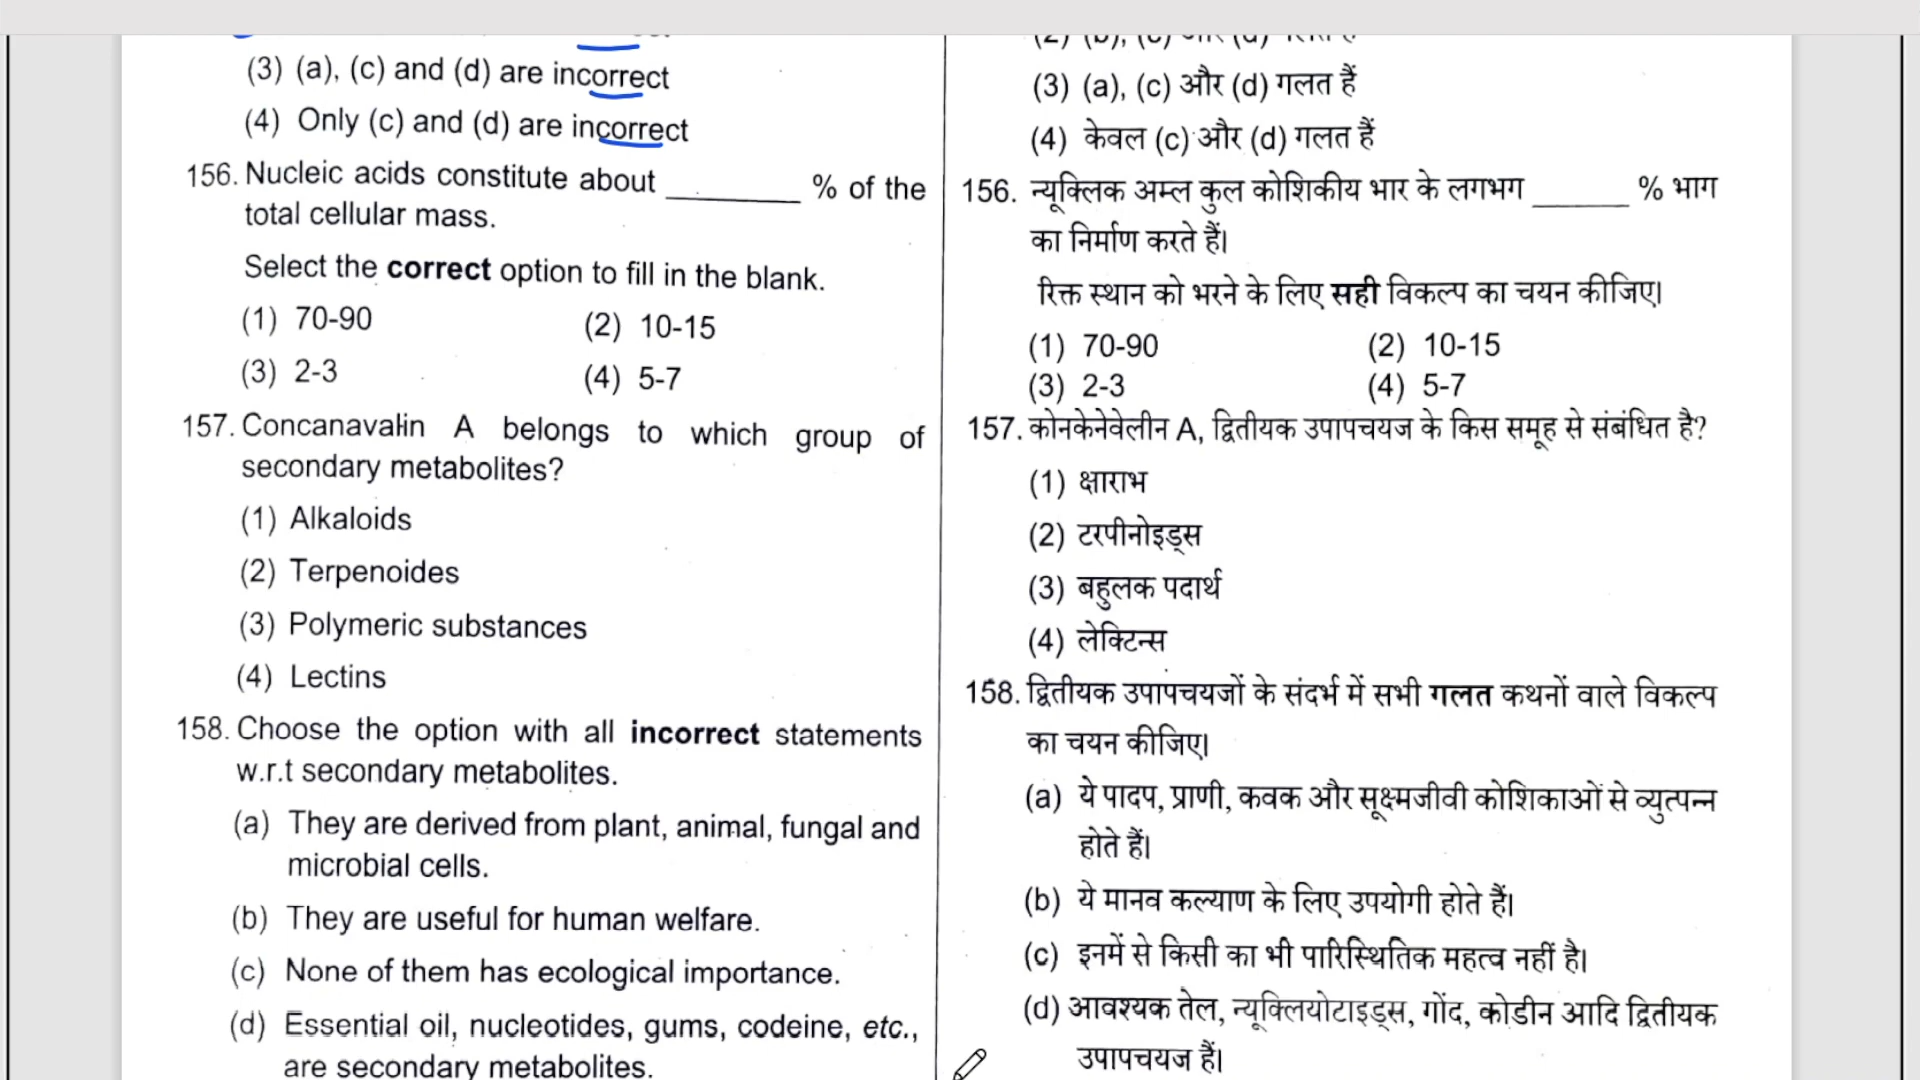 (3) (a), (c) and (d) are incorrect
(4) Only (c) and (d) are incorrect
156. Nucleic acids constitute about ________ % of the
total cellular mass.
Select the correct option to fill in the blank.
(1) 70-90 (2) 10-15
(3) 2-3 (4) 5-7
157. Concanavalin A belongs to which group of
secondary metabolites?
(1) Alkaloids
(2) Terpenoides
(3) Polymeric substances
(4) Lectins
158. Choose the option with all incorrect statements
w.r.t secondary metabolites.
(a) They are derived from plant, animal, fungal and
microbial cells.
(b) They are useful for human welfare.
(c) None of them has ecological importance.
(d) Essential oil, nucleotides, gums, codeine, etc.,
are secondary metabolites.
(2) (b), (c) और (d) गलत हैं
(3) (a), (c) और (d) गलत हैं
(4) केवल (c) और (d) गलत हैं
156. न्यूक्लिक अम्ल कुल कोशिकीय भार के लगभग ______ % भाग
का निर्माण करते हैं।
रिक्त स्थान को भरने के लिए सही विकल्प का चयन कीजिए।
(1) 70-90 (2) 10-15
(3) 2-3 (4) 5-7
157. कोनकेनेवेलीन A, द्वितीयक उपापचयज के किस समूह से संबंधित है?
(1) क्षाराभ
(2) टरपीनोइड्स
(3) बहुलक पदार्थ
(4) लेक्टिन्स
158. द्वितीयक उपापचयजों के संदर्भ में सभी गलत कथनों वाले विकल्प
का चयन कीजिए।
(a) ये पादप, प्राणी, कवक और सूक्ष्मजीवी कोशिकाओं से व्युत्पन्न
होते हैं।
(b) ये मानव कल्याण के लिए उपयोगी होते हैं।
(c) इनमें से किसी का भी पारिस्थितिक महत्व नहीं है।
(d) आवश्यक तेल, न्यूक्लियोटाइड्स, गोंद, कोडीन आदि द्वितीयक
उपापचयज हैं।